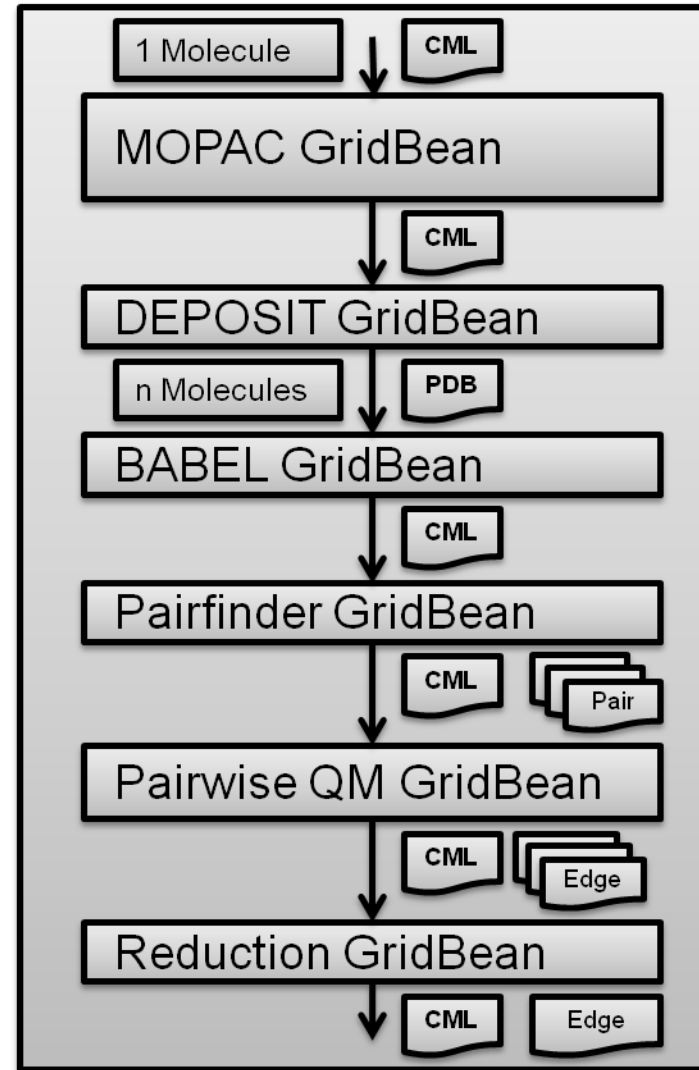 1 Molecule
CML
MOPAC GridBean
CML
DEPOSIT GridBean
n Molecules
PDB
BABEL GridBean
CML
Pairfinder GridBean
CML
Pair
Pairwise QM GridBean
CML
Edge
Reduction GridBean
CML
Edge